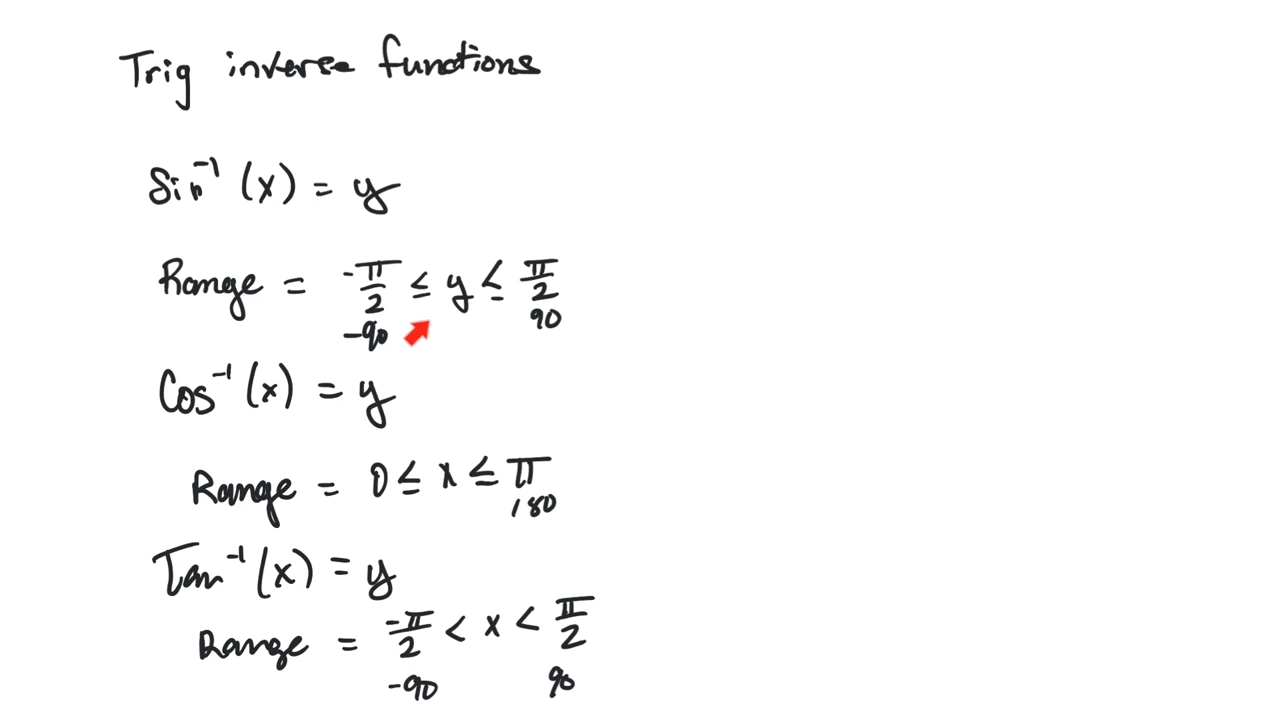 Trig inverse functions
Sin⁻¹ (x) = y
Range = -π/2 ≤ y ≤ π/2
-90 90
Cos⁻¹ (x) = y
Range = 0 ≤ x ≤ π
180
Tan⁻¹ (x) = y
Range = -π/2 < x < π/2
-90 90